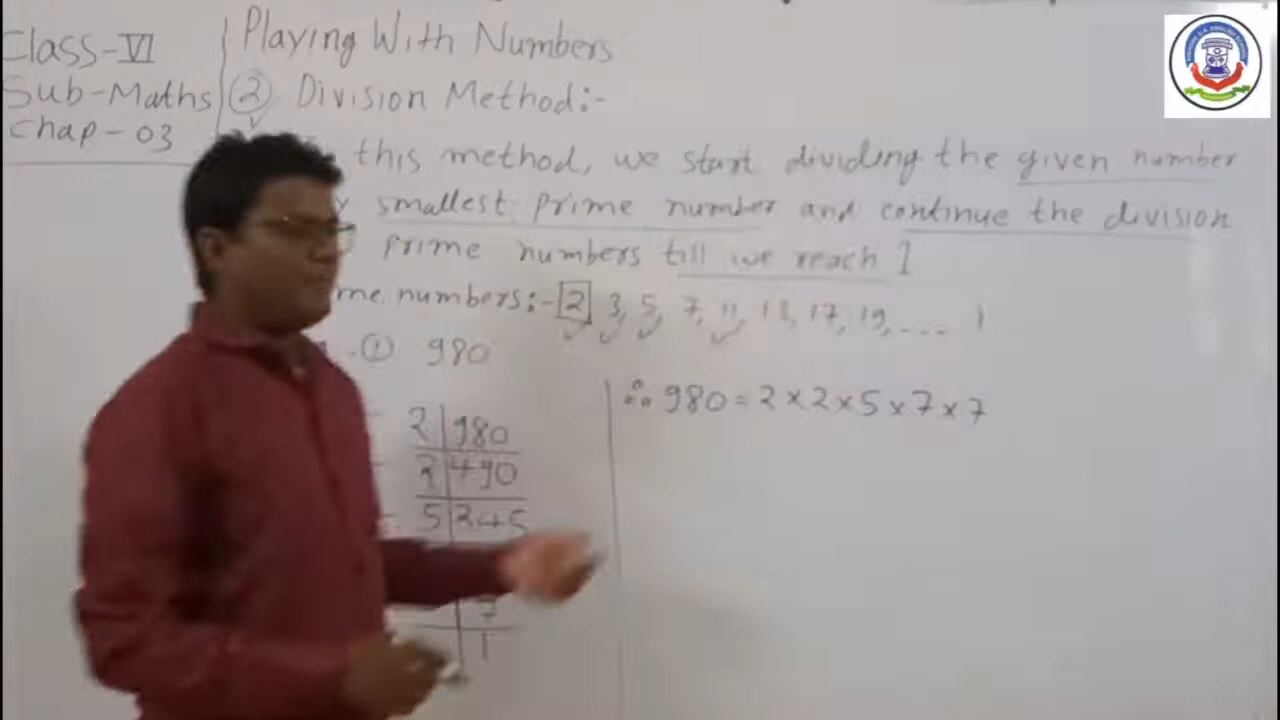 Class-VI
Sub-Maths
Chap-03
Playing With Numbers
② Division Method:-
this method, we start dividing the given number
smallest prime number and continue the division
prime numbers till we reach 1
me numbers:- 2 3, 5, 7, 11, 13, 17, 19, ....
① 980
2 980
2 490
5 245
7
1
∴ 980 = 2 × 2 × 5 × 7 × 7